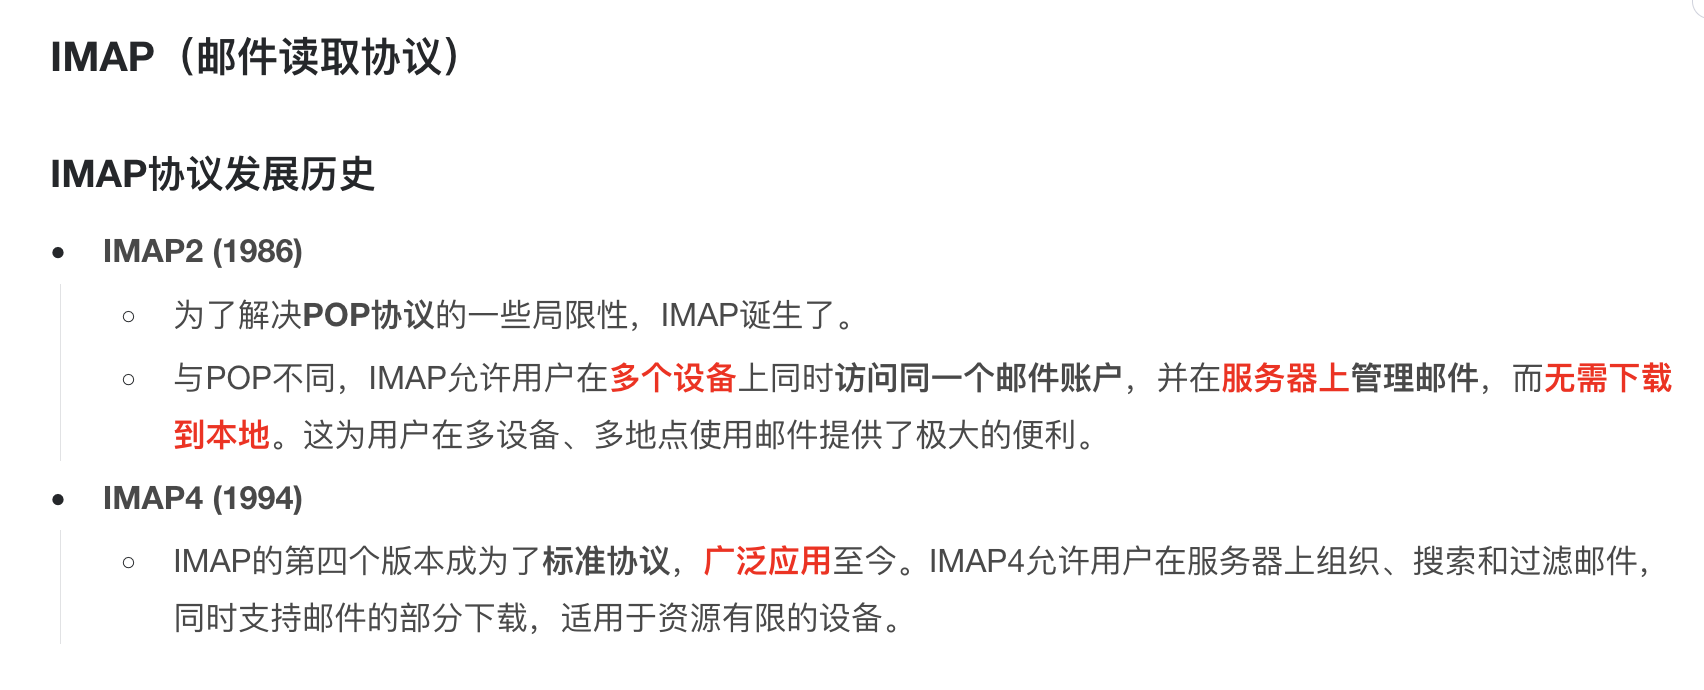 IMAP（邮件读取协议）
IMAP协议发展历史
IMAP2 (1986)
为了解决POP协议的一些局限性，IMAP诞生了。
与POP不同，IMAP允许用户在多个设备上同时访问同一个邮件账户，并在服务器上管理邮件，而无需下载
到本地。这为用户在多设备、多地点使用邮件提供了极大的便利。
IMAP4 (1994)
IMAP的第四个版本成为了标准协议，广泛应用至今。IMAP4允许用户在服务器上组织、搜索和过滤邮件，
同时支持邮件的部分下载，适用于资源有限的设备。